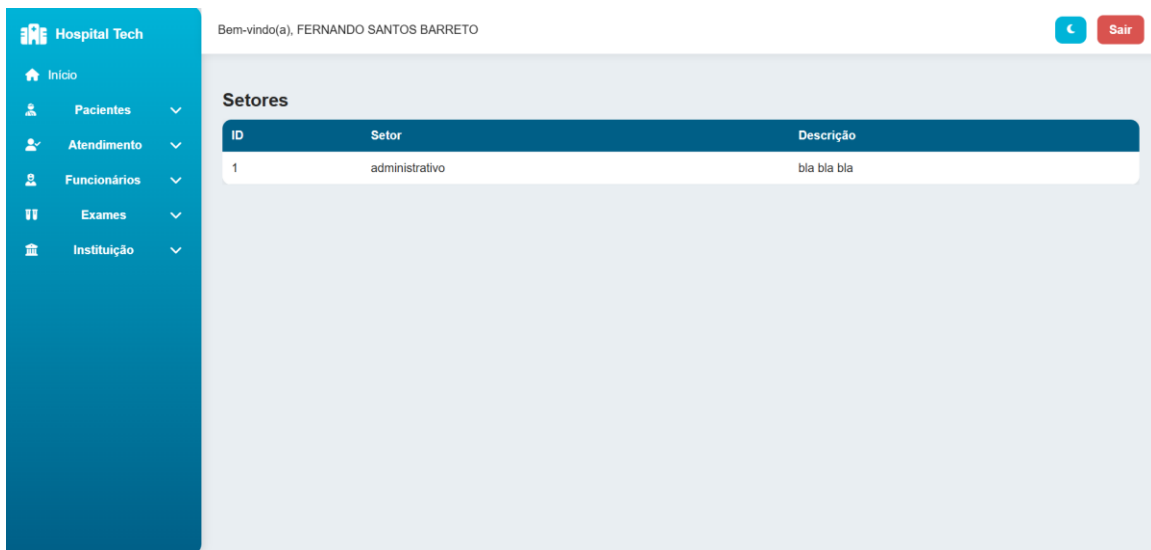 Hospital Tech
Bem-vindo(a), FERNANDO SANTOS BARRETO
Sair
Início
Pacientes
Atendimento
Funcionários
Exames
Instituição
Setores
ID Setor Descrição
1 administrativo bla bla bla